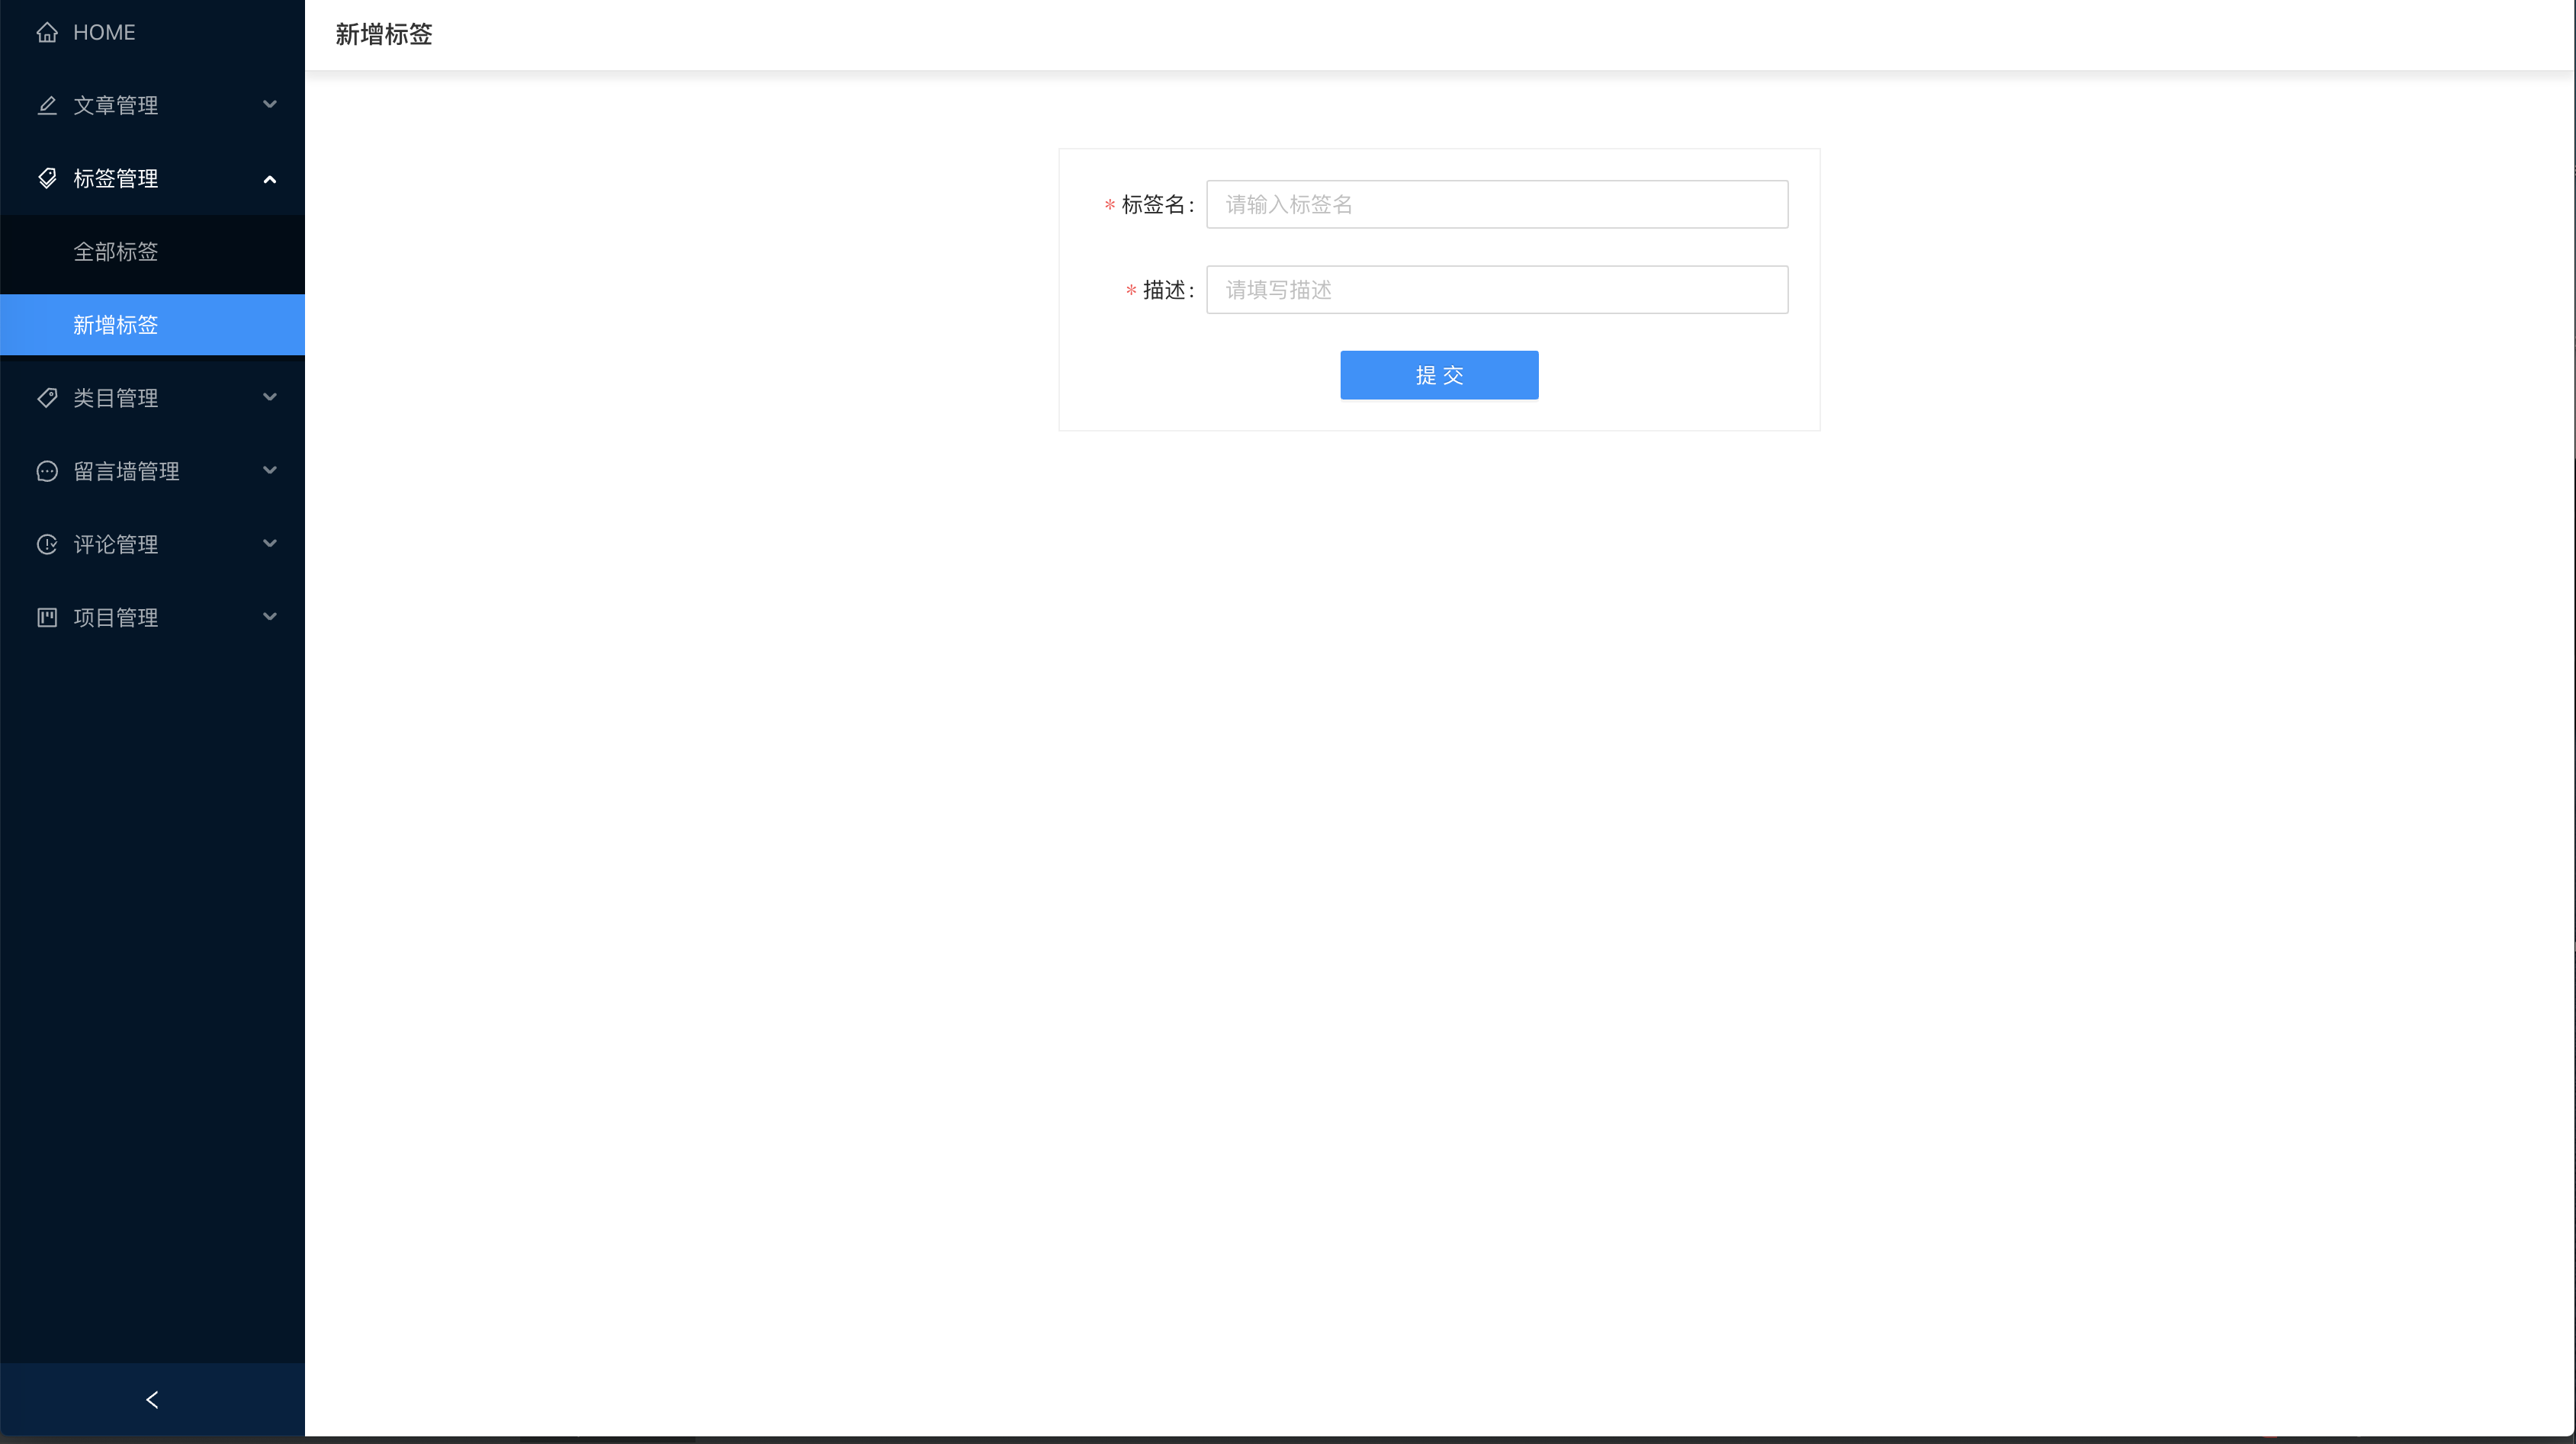 HOME
文章管理
标签管理
全部标签
新增标签
类目管理
留言墙管理
评论管理
项目管理
新增标签
* 标签名:
请输入标签名
* 描述:
请填写描述
提 交